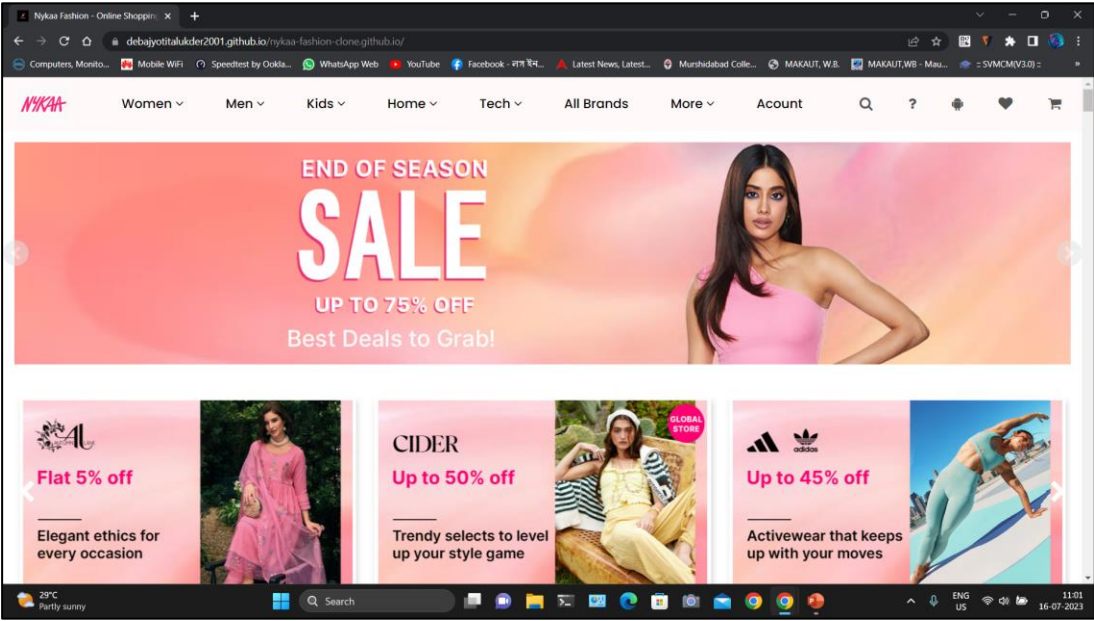 Nykaa Fashion - Online Shopping
debajyotitalukder2001.github.io/nykaa-fashion-clone.github.io/
Computers, Monito... Mobile WiFi Speedtest by Ookla... WhatsApp Web YouTube Facebook - লগ ইন... Latest News, Latest... Murshidabad Colle... MAKAUT, W.B. MAKAUT,WB - Mau... :: SVMCM(V3.0) :: »
NYKAA Women Men Kids Home Tech All Brands More Acount ?
END OF SEASON
SALE
UP TO 75% OFF
Best Deals to Grab!
AL
Flat 5% off
Elegant ethics for
every occasion
CIDER
GLOBAL
STORE
Up to 50% off
Trendy selects to level
up your style game
adidas
Up to 45% off
Activewear that keeps
up with your moves
29°C
Partly sunny
Search
ENG
US
11:01
16-07-2023